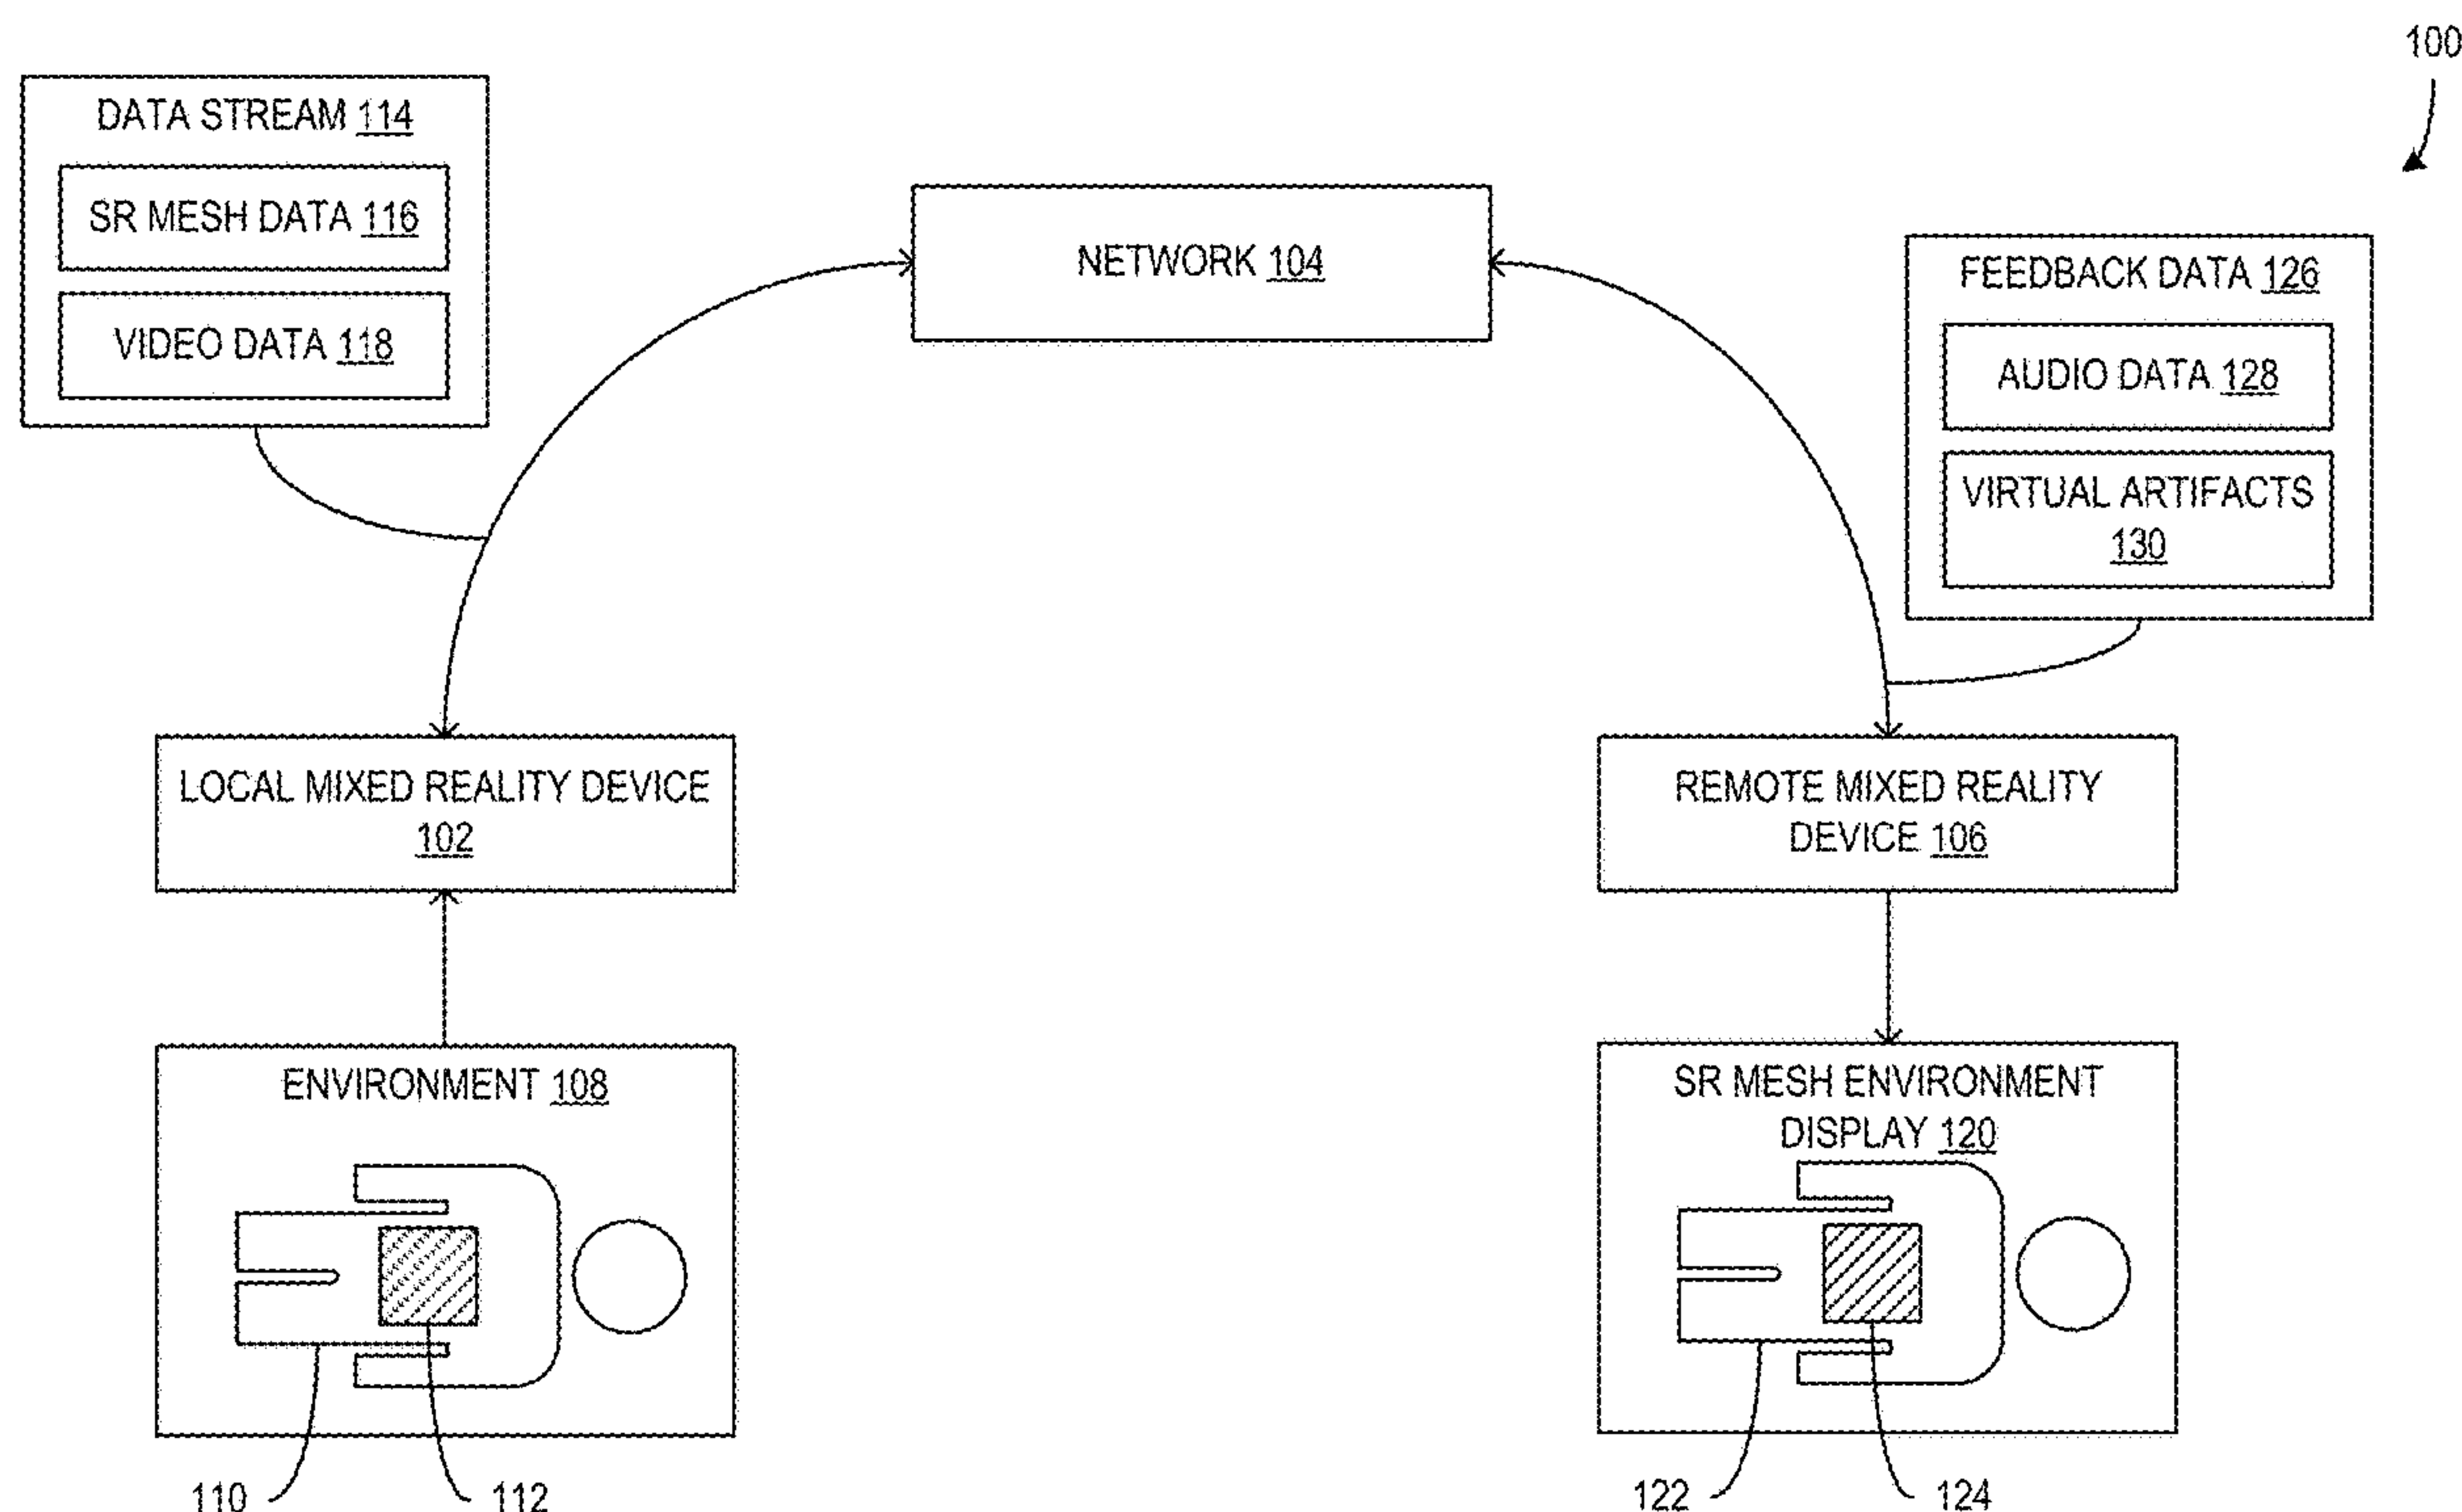 100
DATA STREAM 114
SR MESH DATA 116
VIDEO DATA 118
NETWORK 104
FEEDBACK DATA 126
AUDIO DATA 128
VIRTUAL ARTIFACTS
130
LOCAL MIXED REALITY DEVICE
102
REMOTE MIXED REALITY
DEVICE 106
ENVIRONMENT 108
SR MESH ENVIRONMENT
DISPLAY 120
110
112
122
124